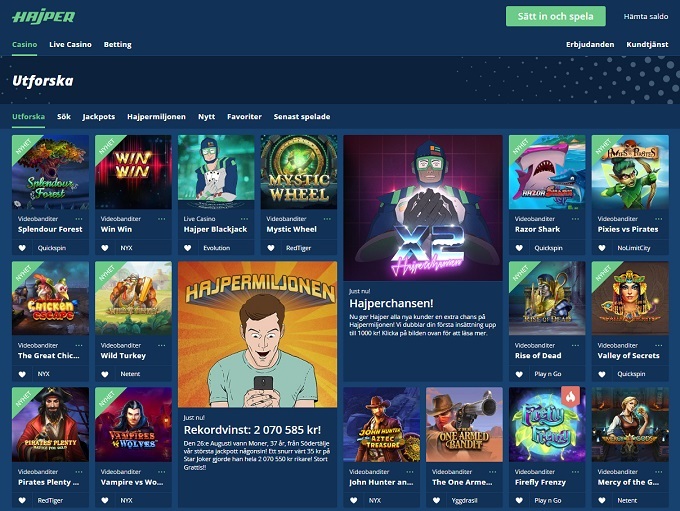 HAJPER
Sätt in och spela
Hämta saldo
Casino
Live Casino
Betting
Erbjudanden
Kundtjänst
Utforska
Utforska
Sök
Jackpots
Hajpermiljonen
Nytt
Favoriter
Senast spelade
NYHET
Splendour
Forest
Videobanditer
Splendour Forest
Quickspin
NYHET
WIN
WIN
Videobanditer
Win Win
NYX
Live Casino
Hajper Blackjack
Evolution
MYSTIC
WHEEL
Videobanditer
Mystic Wheel
RedTiger
X2
Hajperchansen
Just nu!
Hajperchansen!
Nu ger Hajper alla nya kunder en extra chans på
Hajpermiljonen! Vi dubblar din första insättning upp
till 1000 kr! Klicka på bilden ovan för att läsa mer.
NYHET
RAZOR
SHARK
Videobanditer
Razor Shark
Quickspin
NYHET
PIXIES vs PIRATES
Videobanditer
Pixies vs Pirates
NoLimitCity
NYHET
CHICKEN
ESCAPE
Videobanditer
The Great Chic...
NYX
NYHET
Videobanditer
Wild Turkey
Netent
HAJPERMILJONEN
Just nu!
Rekordvinst: 2 070 585 kr!
Den 26:e Augusti vann Moner, 37 år, från Södertälje
vår största jackpott någonsin! Ett snurr värt 35 kr på
Star Joker gjorde han hela 2 070 550 kr rikare! Stort
Grattis!!
NYHET
RISE OF DEAD
Videobanditer
Rise of Dead
Play n Go
NYHET
Videobanditer
Valley of Secrets
Quickspin
NYHET
PIRATES' PLENTY
BATTLE FOR GOLD
Videobanditer
Pirates Plenty ...
RedTiger
NYHET
VAMPIRES
WOLVES
Videobanditer
Vampire vs Wo...
NYX
JOHN HUNTER
AZTEC
TREASURE
Videobanditer
John Hunter an...
NYX
THE
ONE ARMED
BANDIT
Videobanditer
The One Arme...
Yggdrasil
Firefly
Frenzy
Videobanditer
Firefly Frenzy
Play n Go
MERCY OF THE GODS
Videobanditer
Mercy of the G...
Netent